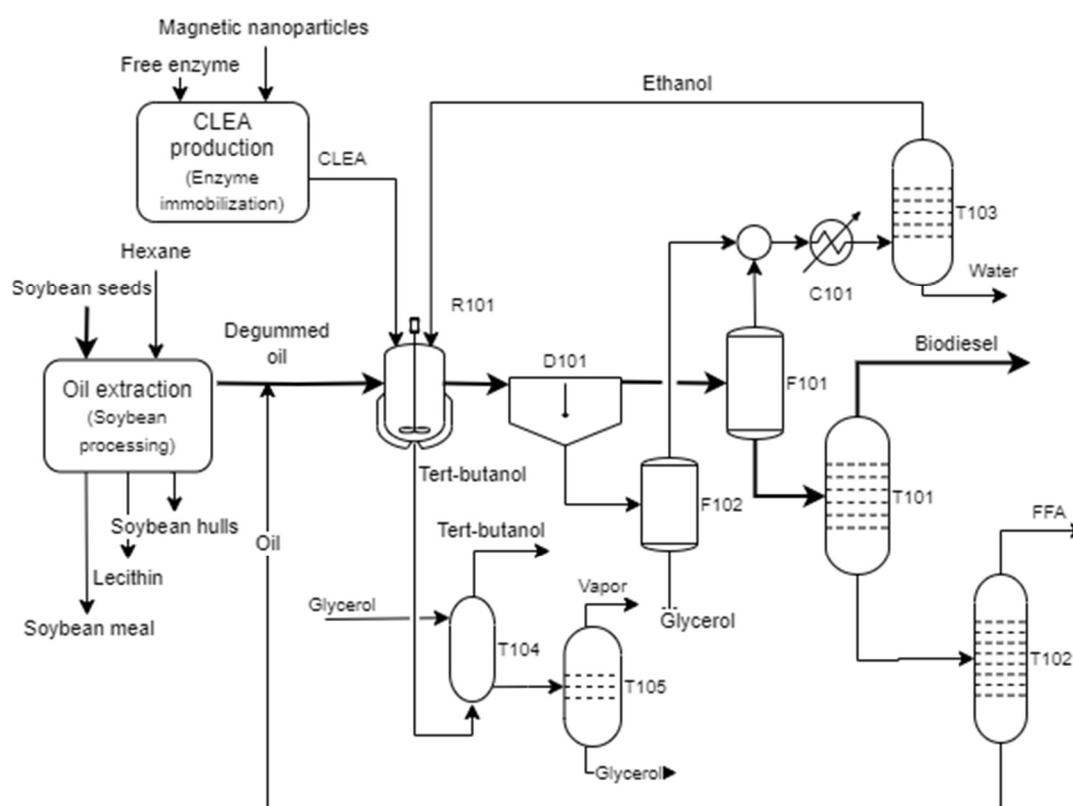 Magnetic nanoparticles
Free enzyme
CLEA
production
(Enzyme
immobilization)
CLEA
Ethanol
T103
Water
C101
Hexane
Soybean seeds
Degummed
oil
R101
D101
F101
Biodiesel
Oil extraction
(Soybean
processing)
Tert-butanol
F102
T101
Soybean hulls
Lecithin
Soybean meal
Oil
Tert-butanol
Glycerol
T104
Vapor
Glycerol
T105
Glycerol
FFA
T102